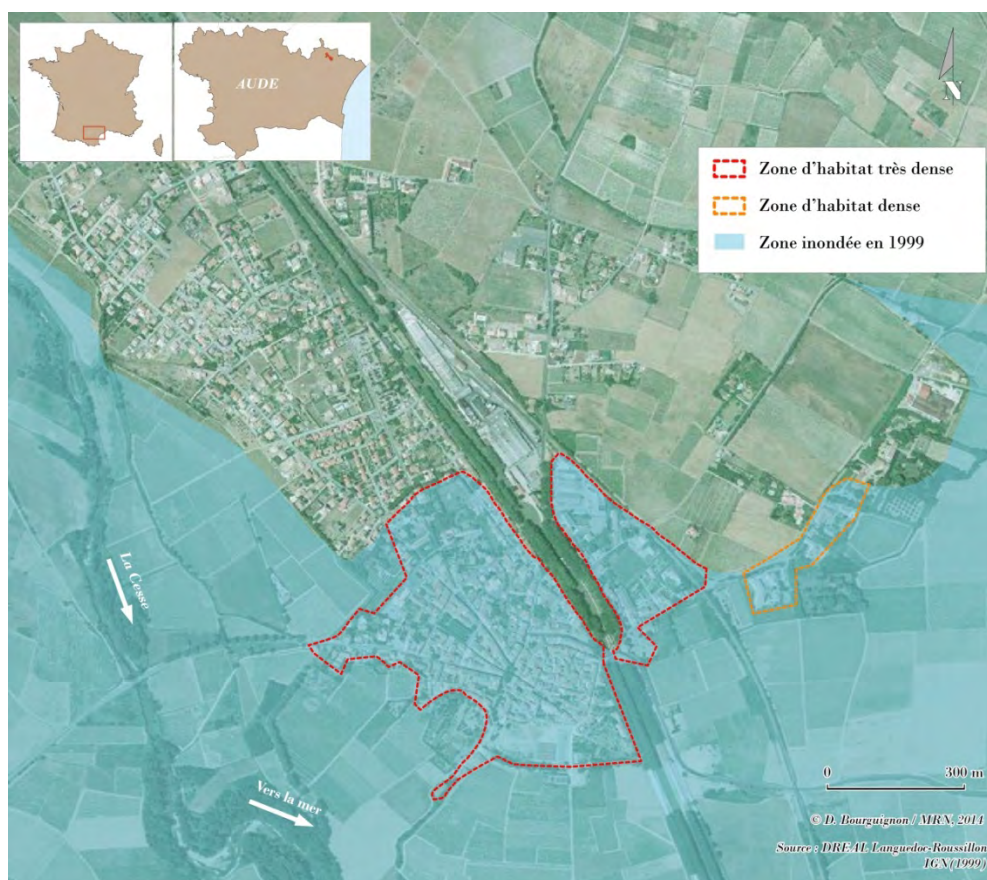 AUDE
N
Zone d'habitat très dense
Zone d'habitat dense
Zone inondée en 1999
La Cesse
Vers la mer
0 300 m
© D. Bourguignon / MRN, 2014
Source : DREAL Languedoc-Roussillon
IGN(1999)